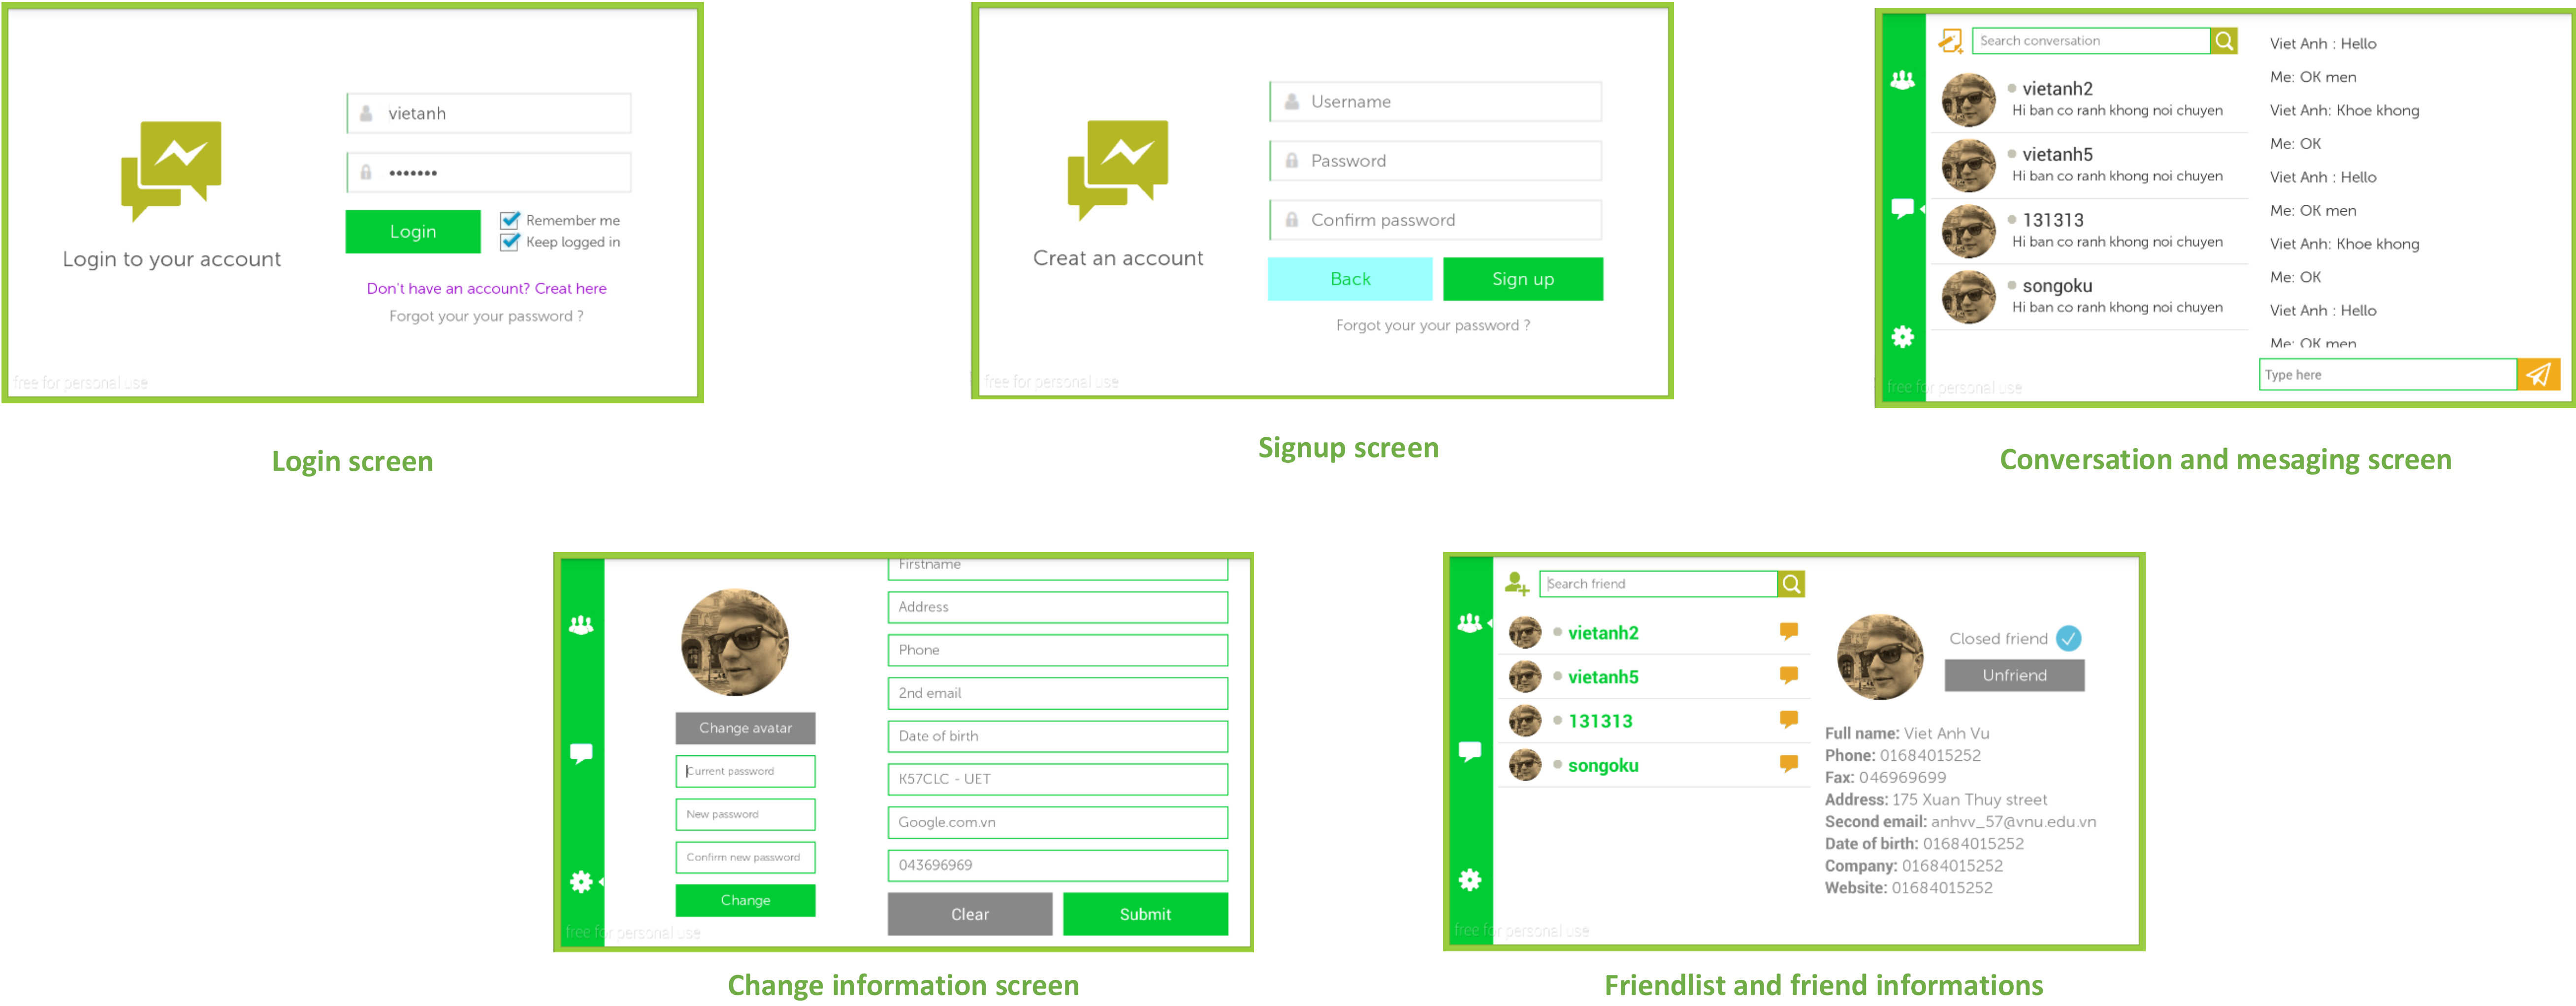 vietanh
•••••••
Login
Remember me
Keep logged in
Login to your account
Don't have an account? Creat here
Forgot your your password ?
free for personal use
Login screen
Username
Password
Confirm password
Creat an account
Back
Sign up
Forgot your your password ?
free for personal use
Signup screen
Search conversation
vietanh2
Hi ban co ranh khong noi chuyen
vietanh5
Hi ban co ranh khong noi chuyen
131313
Hi ban co ranh khong noi chuyen
songoku
Hi ban co ranh khong noi chuyen
Viet Anh : Hello
Me: OK men
Viet Anh: Khoe khong
Me: OK
Viet Anh : Hello
Me: OK men
Viet Anh: Khoe khong
Me: OK
Viet Anh : Hello
Me: OK men
Type here
free for personal use
Conversation and mesaging screen
Change avatar
Current password
New password
Confirm new password
Change
Firstname
Address
Phone
2nd email
Date of birth
K57CLC - UET
Google.com.vn
043696969
Clear
Submit
free for personal use
Change information screen
Search friend
vietanh2
vietanh5
131313
songoku
Closed friend
Unfriend
Full name: Viet Anh Vu
Phone: 01684015252
Fax: 046969699
Address: 175 Xuan Thuy street
Second email: anhvv_57@vnu.edu.vn
Date of birth: 01684015252
Company: 01684015252
Website: 01684015252
free for personal use
Friendlist and friend informations